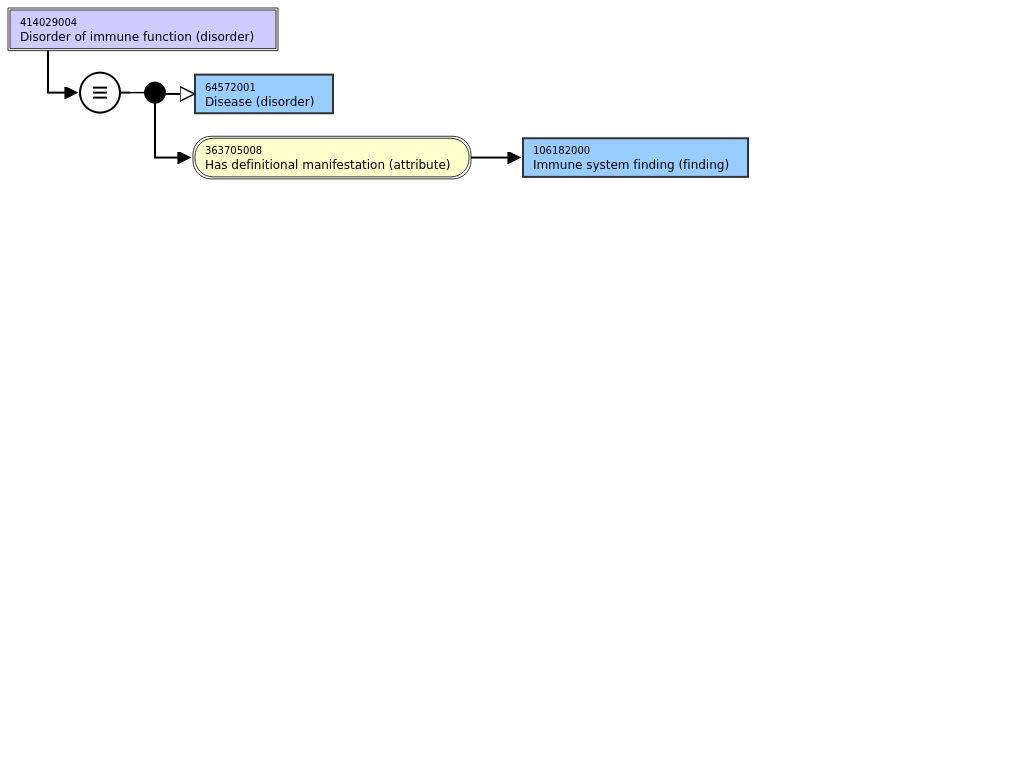 414029004
Disorder of immune function (disorder)
64572001
Disease (disorder)
363705008
Has definitional manifestation (attribute)
106182000
Immune system finding (finding)